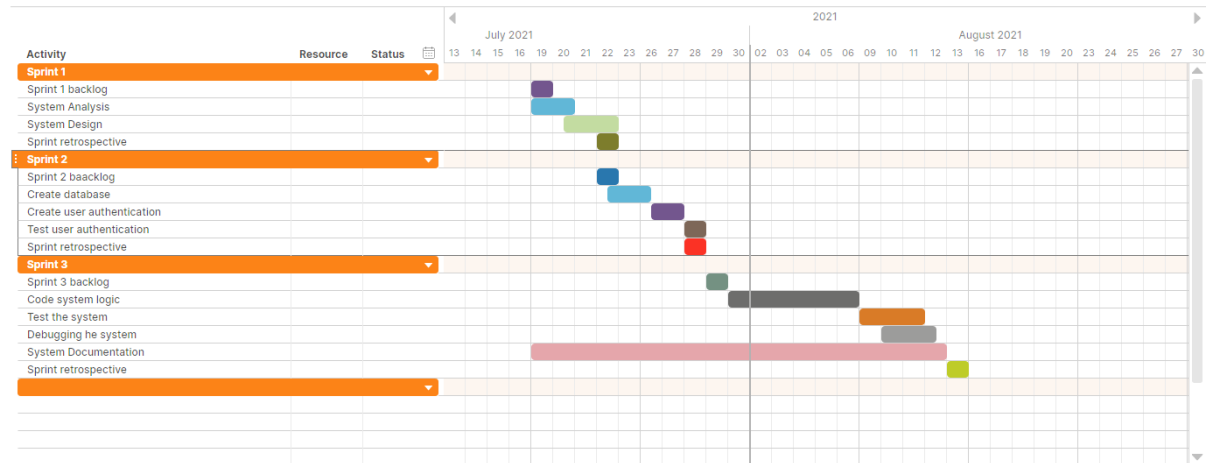 2021
July 2021 August 2021
Activity Resource Status 13 14 15 16 19 20 21 22 23 26 27 28 29 30 02 03 04 05 06 09 10 11 12 13 16 17 18 19 20 23 24 25 26 27 30
Sprint 1
Sprint 1 backlog
System Analysis
System Design
Sprint retrospective
Sprint 2
Sprint 2 baacklog
Create database
Create user authentication
Test user authentication
Sprint retrospective
Sprint 3
Sprint 3 backlog
Code system logic
Test the system
Debugging he system
System Documentation
Sprint retrospective